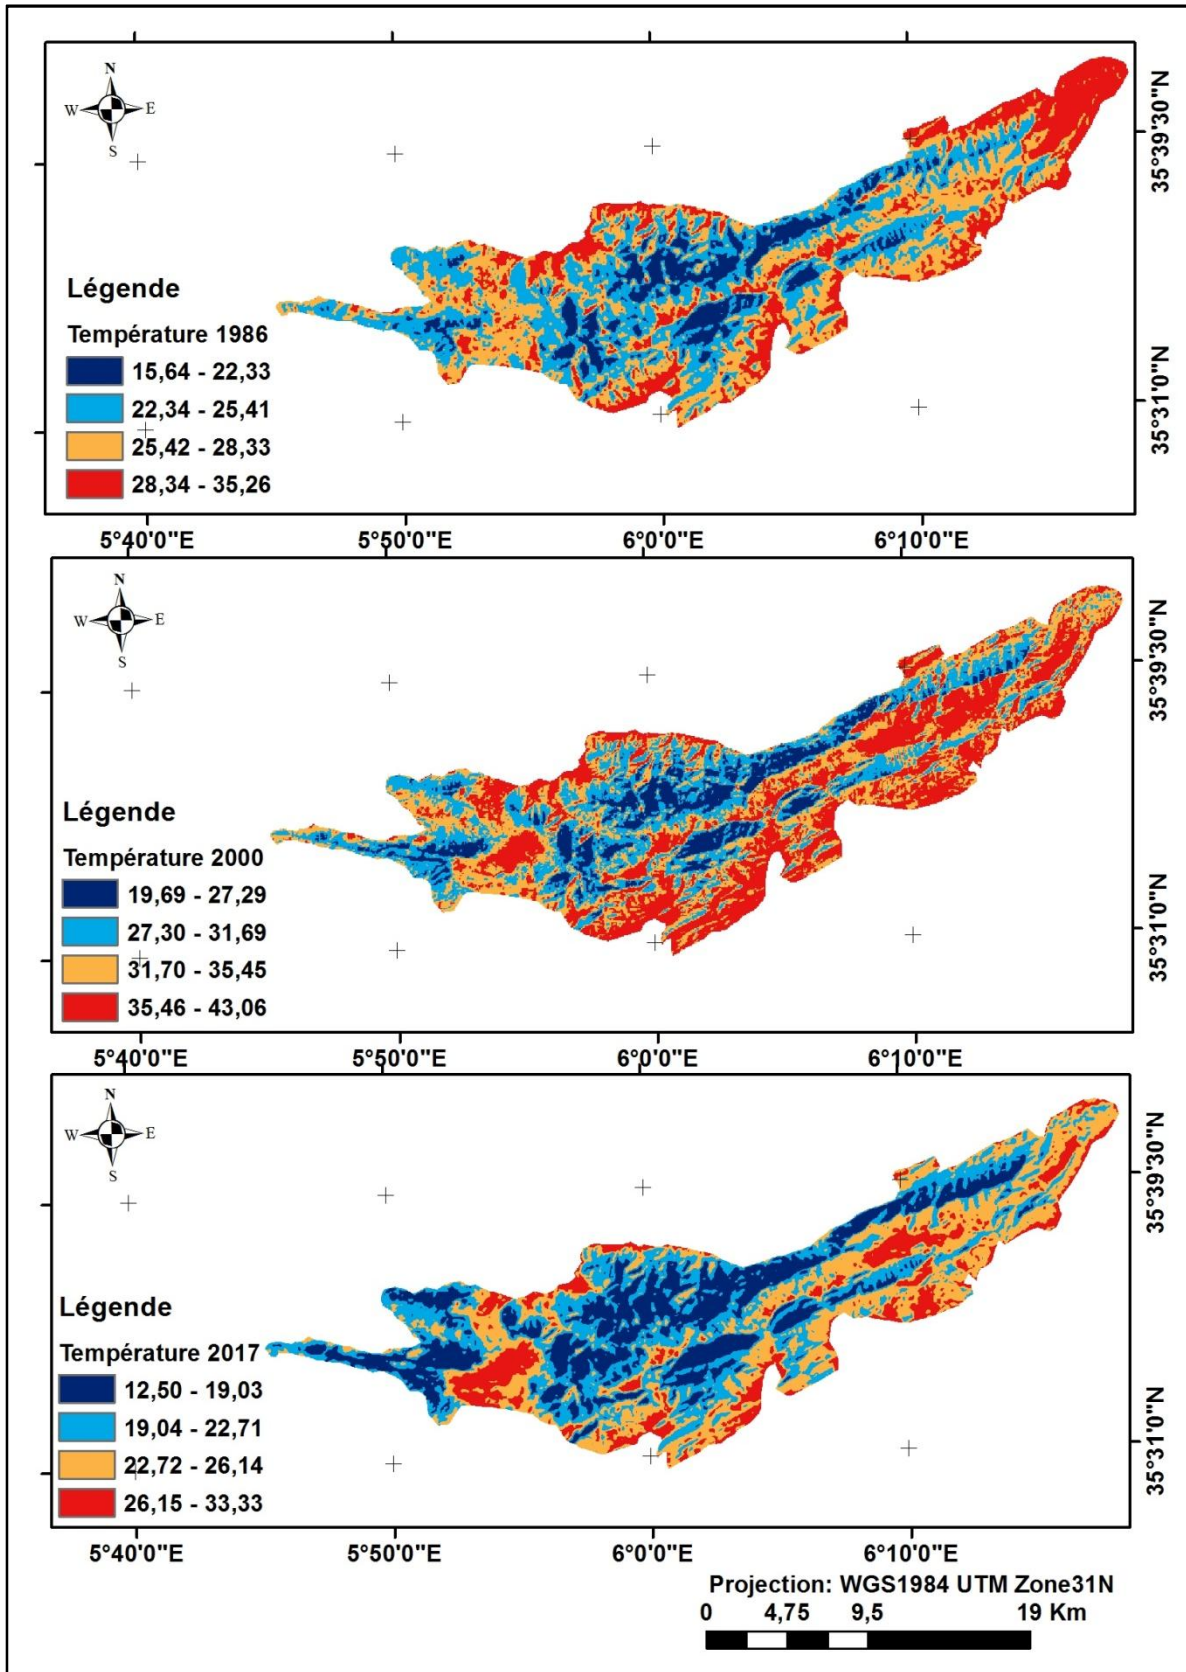 N
W E
S
35°39'30"N
Légende
Température 1986
15,64 - 22,33
22,34 - 25,41
25,42 - 28,33
28,34 - 35,26
35°31'0"N
5°40'0"E 5°50'0"E 6°0'0"E 6°10'0"E
N
W E
S
35°39'30"N
Légende
Température 2000
19,69 - 27,29
27,30 - 31,69
31,70 - 35,45
35,46 - 43,06
35°31'0"N
5°40'0"E 5°50'0"E 6°0'0"E 6°10'0"E
N
W E
S
35°39'30"N
Légende
Température 2017
12,50 - 19,03
19,04 - 22,71
22,72 - 26,14
26,15 - 33,33
35°31'0"N
5°40'0"E 5°50'0"E 6°0'0"E 6°10'0"E
Projection: WGS1984 UTM Zone31N
0 4,75 9,5 19 Km